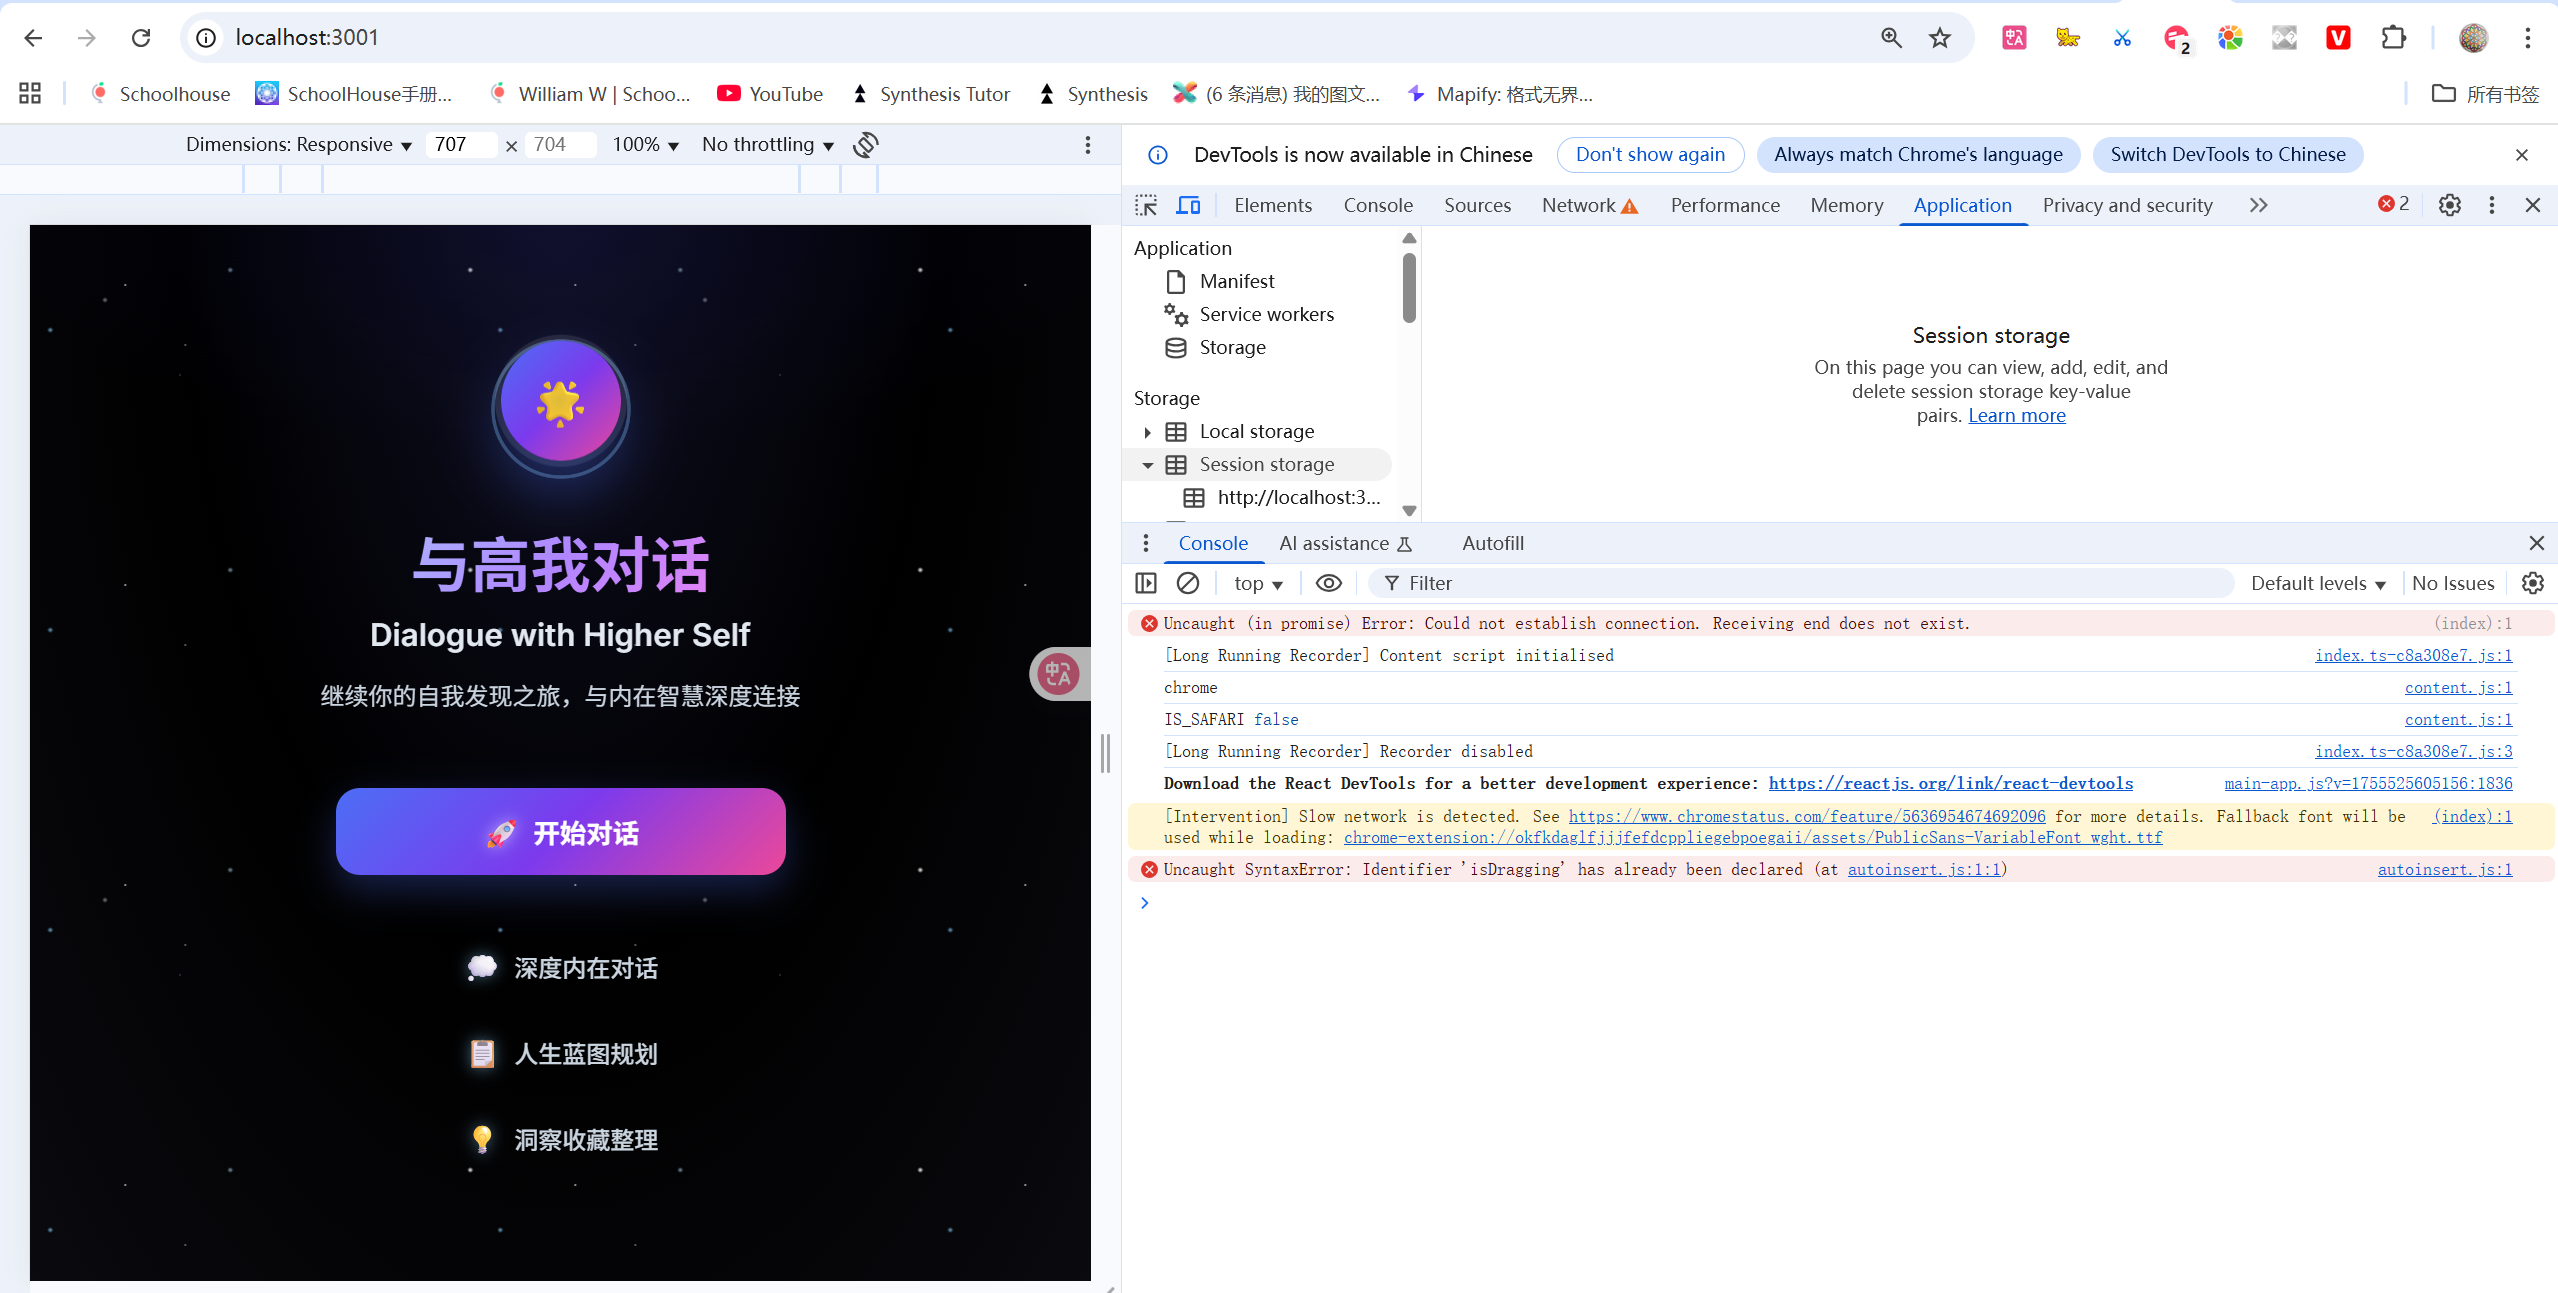 localhost:3001
2
Schoolhouse
SchoolHouse手册...
William W | Schoo...
YouTube
Synthesis Tutor
Synthesis
(6 条消息) 我的图文...
Mapify: 格式无界...
所有书签
Dimensions: Responsive
707
×
704
100%
No throttling
DevTools is now available in Chinese
Don't show again
Always match Chrome's language
Switch DevTools to Chinese
Elements
Console
Sources
Network
Performance
Memory
Application
Privacy and security
2
Application
Manifest
Service workers
Storage
Storage
Local storage
Session storage
http://localhost:3...
Session storage
On this page you can view, add, edit, and
delete session storage key-value
pairs. Learn more
与高我对话
Dialogue with Higher Self
继续你的自我发现之旅，与内在智慧深度连接
开始对话
深度内在对话
人生蓝图规划
洞察收藏整理
Console
AI assistance
Autofill
top
Filter
Default levels
No Issues
Uncaught (in promise) Error: Could not establish connection. Receiving end does not exist. (index):1
[Long Running Recorder] Content script initialised index.ts-c8a308e7.js:1
chrome content.js:1
IS_SAFARI false content.js:1
[Long Running Recorder] Recorder disabled index.ts-c8a308e7.js:3
Download the React DevTools for a better development experience: https://reactjs.org/link/react-devtools main-app.js?v=1755525605156:1836
[Intervention] Slow network is detected. See https://www.chromestatus.com/feature/5636954674692096 for more details. Fallback font will be (index):1
used while loading: chrome-extension://okfkdaglfjjjfefdcppliegebpoegaii/assets/PublicSans-VariableFont_wght.ttf
Uncaught SyntaxError: Identifier 'isDragging' has already been declared (at autoinsert.js:1:1) autoinsert.js:1